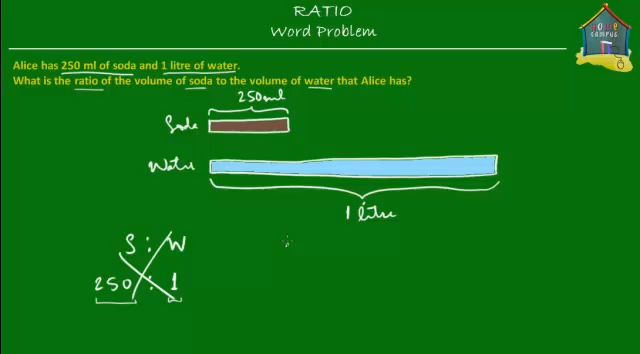 RATIO
Word Problem
home
campus
Alice has 250 ml of soda and 1 litre of water.
What is the ratio of the volume of soda to the volume of water that Alice has?
250ml
Soda
Water
1 litre
S : W
250 : 1